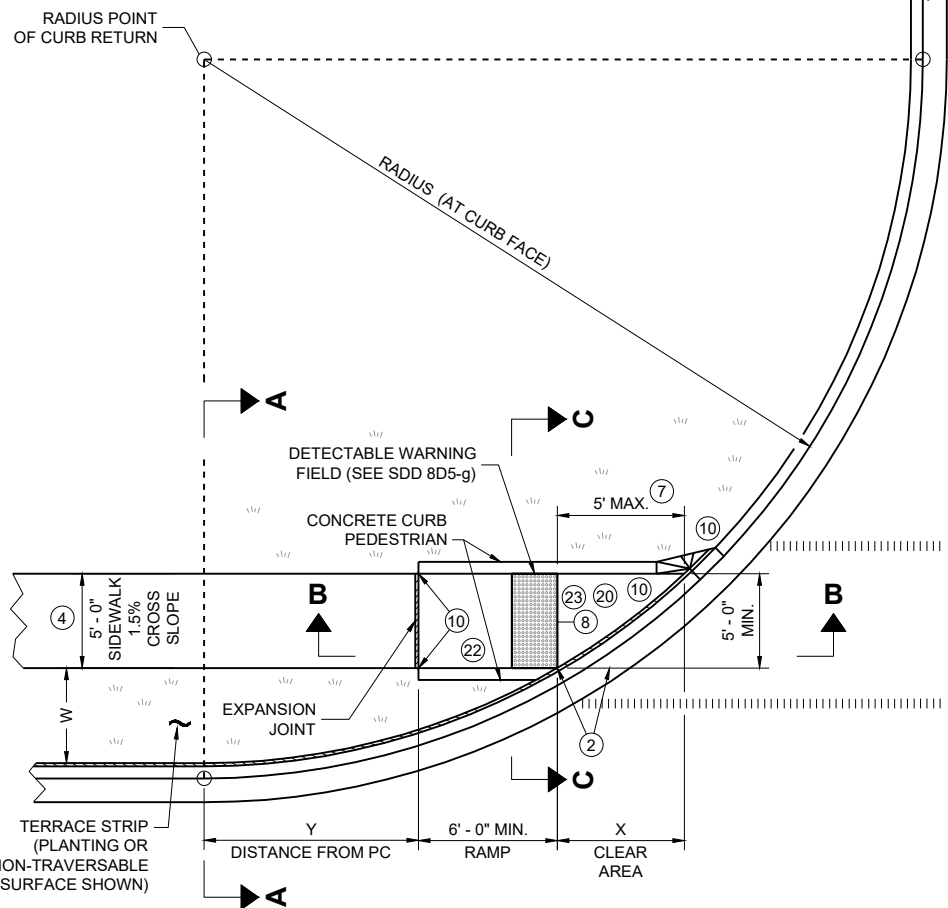 RADIUS POINT
OF CURB RETURN
RADIUS (AT CURB FACE)
A
C
DETECTABLE WARNING
FIELD (SEE SDD 8D5-g)
5' MAX.
7
CONCRETE CURB
PEDESTRIAN
10
B
4
5' - 0"
SIDEWALK
1.5%
CROSS
SLOPE
10
22
23
20
10
8
5' - 0"
MIN.
B
W
EXPANSION
JOINT
2
C
TERRACE STRIP
(PLANTING OR
NON-TRAVERSABLE
SURFACE SHOWN)
Y
DISTANCE FROM PC
6' - 0" MIN.
RAMP
X
CLEAR
AREA
A